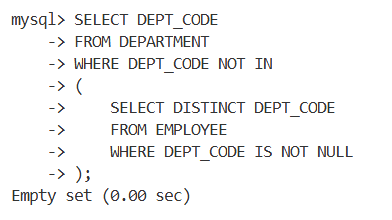 mysql> SELECT DEPT_CODE
    -> FROM DEPARTMENT
    -> WHERE DEPT_CODE NOT IN
    -> (
    ->     SELECT DISTINCT DEPT_CODE
    ->     FROM EMPLOYEE
    ->     WHERE DEPT_CODE IS NOT NULL
    -> );
Empty set (0.00 sec)